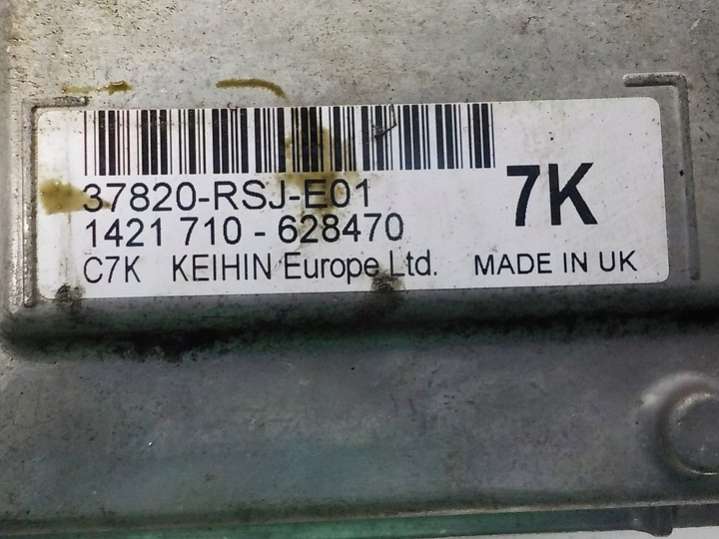 37820-RSJ-E01
7K
1421 710 - 628470
C7K KEIHIN Europe Ltd. MADE IN UK